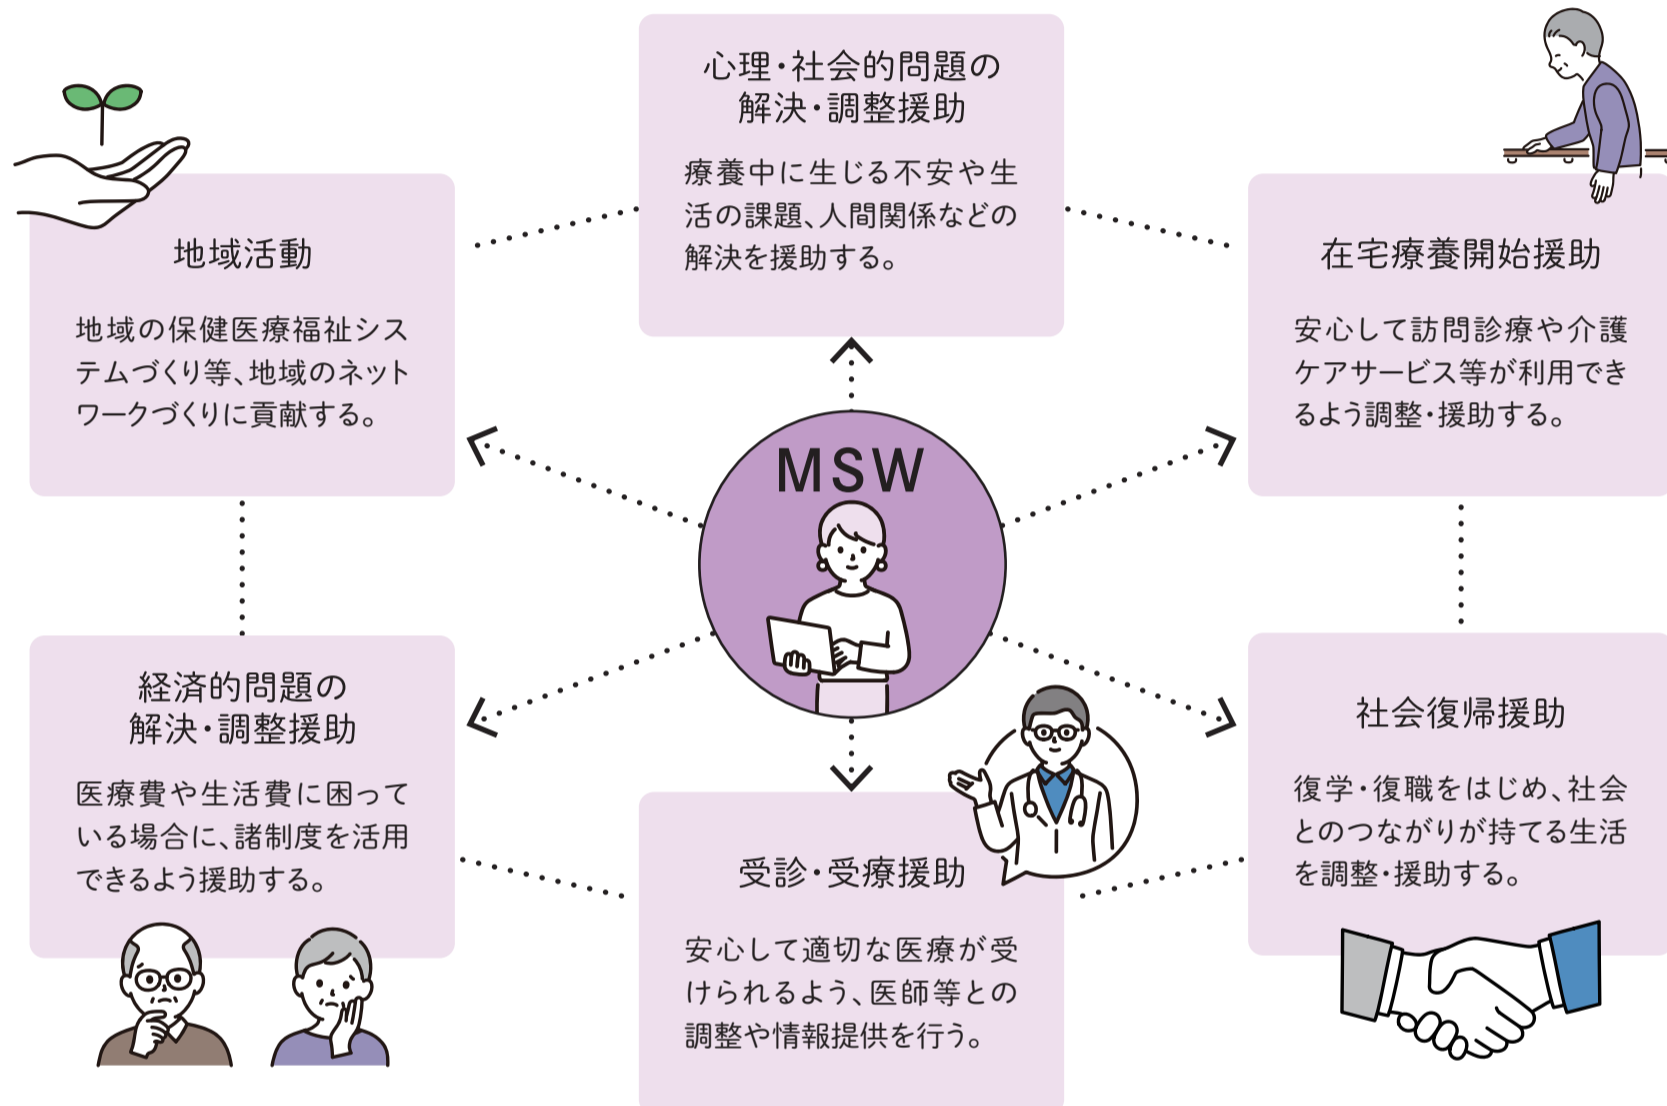 心理・社会的問題の
解決・調整援助
療養中に生じる不安や生
活の課題、人間関係などの
解決を援助する。
地域活動
地域の保健医療福祉シス
テムづくり等、地域のネット
ワークづくりに貢献する。
在宅療養開始援助
安心して訪問診療や介護
ケアサービス等が利用でき
るよう調整・援助する。
MSW
経済的問題の
解決・調整援助
医療費や生活費に困って
いる場合に、諸制度を活用
できるよう援助する。
受診・受療援助
安心して適切な医療が受
けられるよう、医師等との
調整や情報提供を行う。
社会復帰援助
復学・復職をはじめ、社会
とのつながりが持てる生活
を調整・援助する。